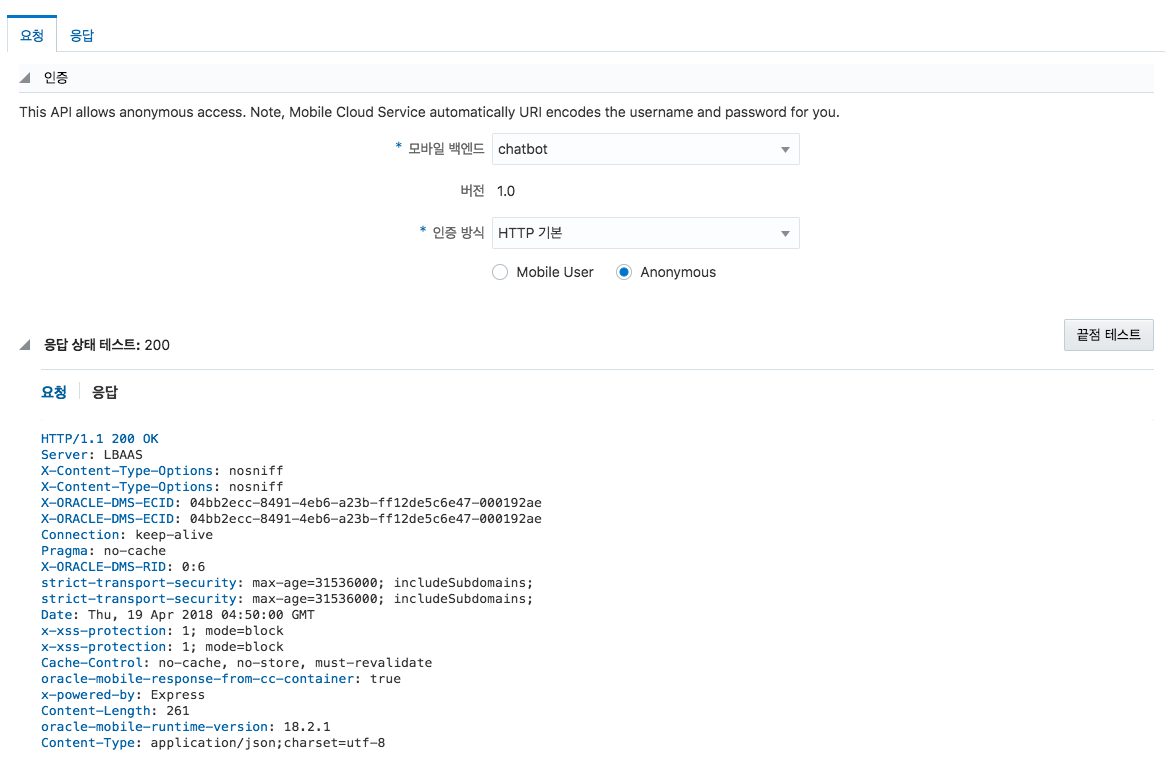 요청 응답
인증
This API allows anonymous access. Note, Mobile Cloud Service automatically URI encodes the username and password for you.
* 모바일 백엔드 chatbot
버전 1.0
* 인증 방식 HTTP 기본
Mobile User Anonymous
끝점 테스트
응답 상태 테스트: 200
요청 응답
HTTP/1.1 200 OK
Server: LBAAS
X-Content-Type-Options: nosniff
X-Content-Type-Options: nosniff
X-ORACLE-DMS-ECID: 04bb2ecc-8491-4eb6-a23b-ff12de5c6e47-000192ae
X-ORACLE-DMS-ECID: 04bb2ecc-8491-4eb6-a23b-ff12de5c6e47-000192ae
Connection: keep-alive
Pragma: no-cache
X-ORACLE-DMS-RID: 0:6
strict-transport-security: max-age=31536000; includeSubdomains;
strict-transport-security: max-age=31536000; includeSubdomains;
Date: Thu, 19 Apr 2018 04:50:00 GMT
x-xss-protection: 1; mode=block
x-xss-protection: 1; mode=block
Cache-Control: no-cache, no-store, must-revalidate
oracle-mobile-response-from-cc-container: true
x-powered-by: Express
Content-Length: 261
oracle-mobile-runtime-version: 18.2.1
Content-Type: application/json;charset=utf-8